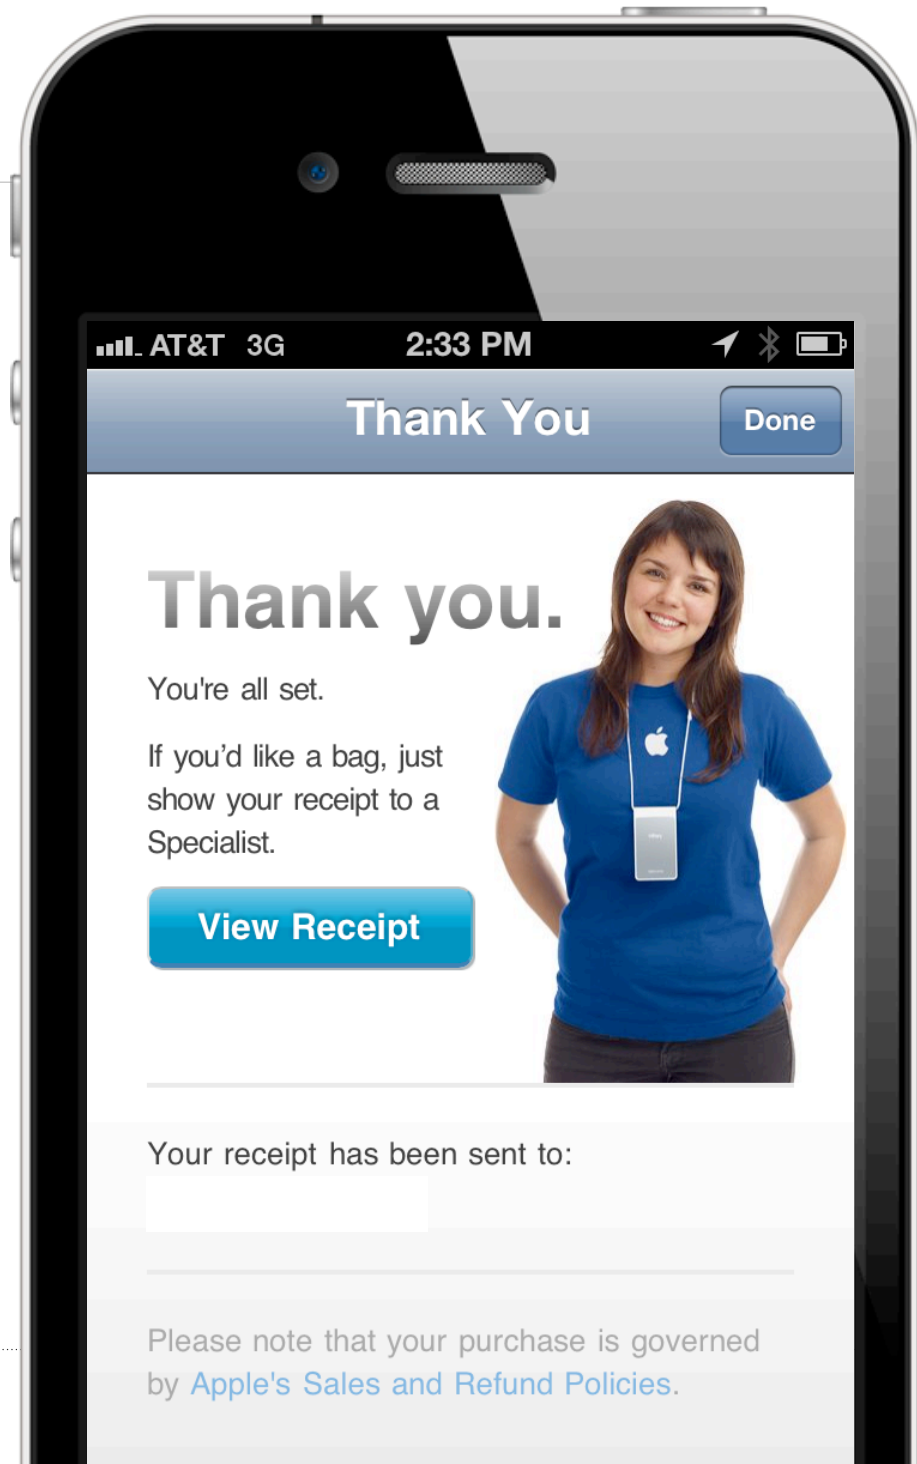 AT&T 3G 2:33 PM
Thank You Done
Thank you.
You're all set.
If you’d like a bag, just
show your receipt to a
Specialist.
View Receipt
Your receipt has been sent to:
Please note that your purchase is governed
by Apple's Sales and Refund Policies.